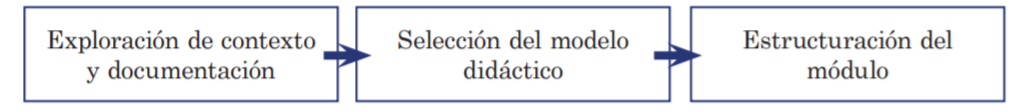 Exploración de contexto
y documentación
Selección del modelo
didáctico
Estructuración del
módulo